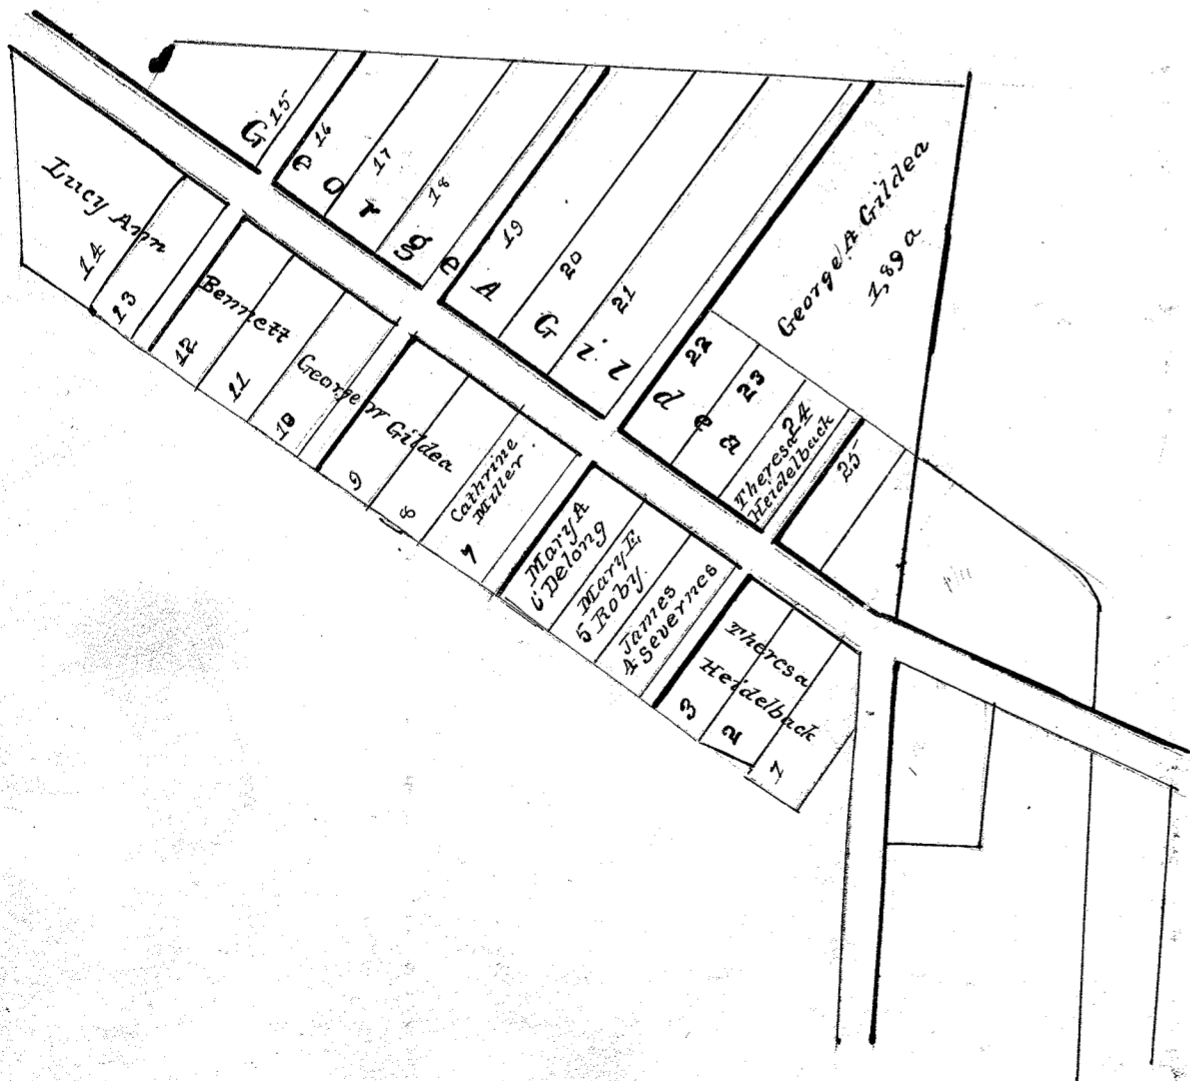 George A Gildea
15
16
17
18
19
20
21
22
23
George A Gildea
1,89 a
Theresa 24
Heidelback
25
Lucy Ann
Bennett
14
13
12
11
George W Gildea
10
9
8
Cathrine
Miller
7
Mary A
6 Delong
Mary E,
5 Roby.
James
4 Severnes
Theresa
Heidelback
3
2
1